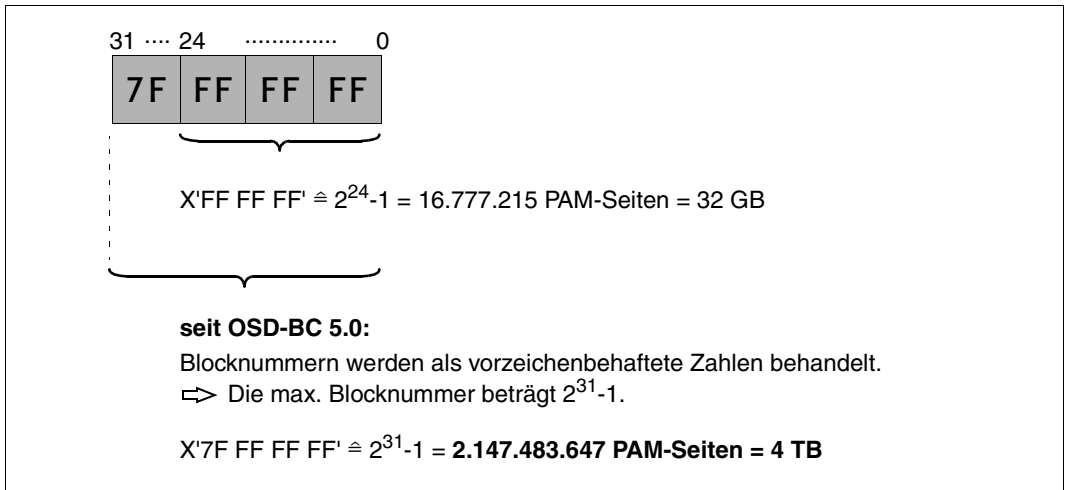 31 ···· 24 ·············· 0
7F FF FF FF
X'FF FF FF' ≙ 2²⁴-1 = 16.777.215 PAM-Seiten = 32 GB
seit OSD-BC 5.0:
Blocknummern werden als vorzeichenbehaftete Zahlen behandelt.
⇨ Die max. Blocknummer beträgt 2³¹-1.
X'7F FF FF FF' ≙ 2³¹-1 = 2.147.483.647 PAM-Seiten = 4 TB